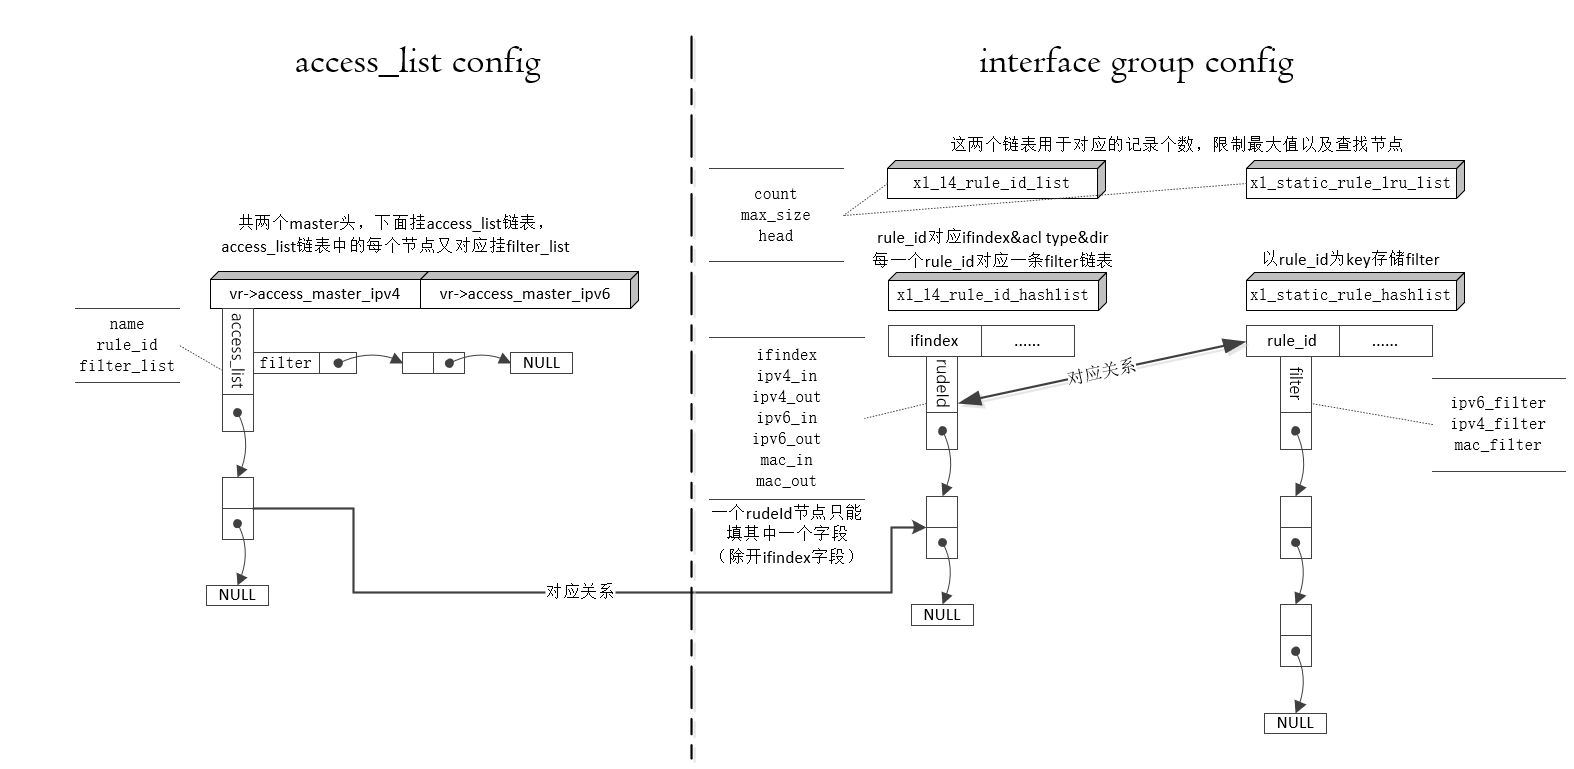 access_list config
interface group config
这两个链表用于对应的记录个数，限制最大值以及查找节点
xl_l4_rule_id_list
xl_static_rule_lru_list
count
max_size
head
共两个master头，下面挂access_list链表，
access_list链表中的每个节点又对应挂filter_list
rule_id对应ifindex&acl type&dir
每一个rule_id对应一条filter链表
以rule_id为key存储filter
vr->access_master_ipv4
vr->access_master_ipv6
xl_l4_rule_id_hashlist
xl_static_rule_hashlist
name
rule_id
filter_list
access_list
filter
NULL
ifindex
......
rule_id
......
ifindex
ipv4_in
ipv4_out
ipv6_in
ipv6_out
mac_in
mac_out
rudeId
对应关系
filter
ipv6_filter
ipv4_filter
mac_filter
一个rudeId节点只能
填其中一个字段
（除开ifindex字段）
NULL
对应关系
NULL
NULL